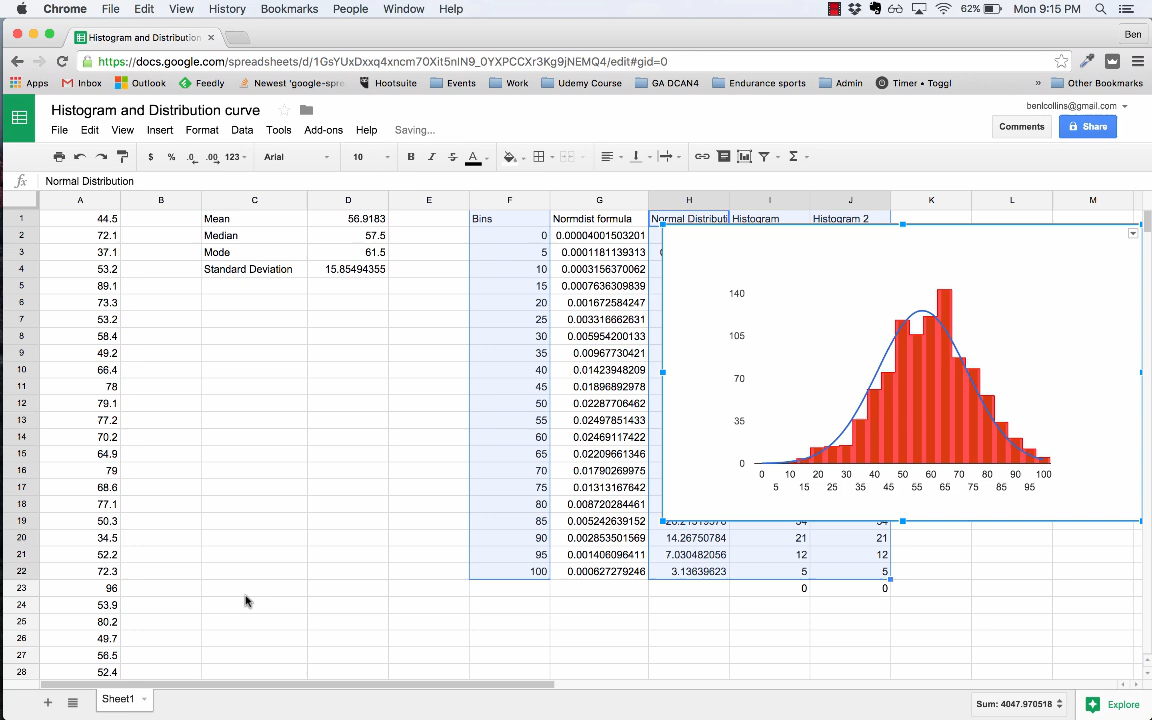 Chrome File Edit View History Bookmarks People Window Help 62% Mon 9:15 PM
Histogram and Distribution × Ben
https://docs.google.com/spreadsheets/d/1GsYUxDxxq4xncm70Xit5nIN9_0YXPCCXr3Kg9jNEMQ4/edit#gid=0
Apps Inbox Outlook Feedly Newest 'google-spre Hootsuite Events Work Udemy Course GA DCAN4 Endurance sports Admin Timer • Toggl » Other Bookmarks
Histogram and Distribution curve benlcollins@gmail.com
File Edit View Insert Format Data Tools Add-ons Help Saving... Comments Share
$ % .0 .00 123 Arial 10 B I S A Σ
fx Normal Distribution
A B C D E F G H I J K L M
1 44.5 Mean 56.9183 Bins Normdist formula Normal Distributi Histogram Histogram 2
2 72.1 Median 57.5 0 0.00004001503201
3 37.1 Mode 61.5 5 0.0001181139313
4 53.2 Standard Deviation 15.85494355 10 0.0003156370062
5 89.1 15 0.0007636309839
6 73.3 20 0.001672584247
7 53.2 25 0.003316662631
8 58.4 30 0.005954200133
9 49.2 35 0.00967730421
10 66.4 40 0.01423948209
11 78 45 0.01896892978
12 79.1 50 0.02287706462
13 77.2 55 0.02497851433
14 70.2 60 0.02469117422
15 64.9 65 0.02209661346
16 79 70 0.01790269975
17 68.6 75 0.01313167642
18 77.1 80 0.008720284461
19 50.3 85 0.005242639152
20 34.5 90 0.002853501569 14.26750784 21 21
21 52.2 95 0.001406096411 7.030482056 12 12
22 72.3 100 0.000627279246 3.13639623 5 5
23 96 0 0
24 53.9
25 80.2
26 49.7
27 56.5
28 52.4
140
105
70
35
0
0 10 20 30 40 50 60 70 80 90 100
5 15 25 35 45 55 65 75 85 95
+ Sheet1 Sum: 4047.970518 Explore